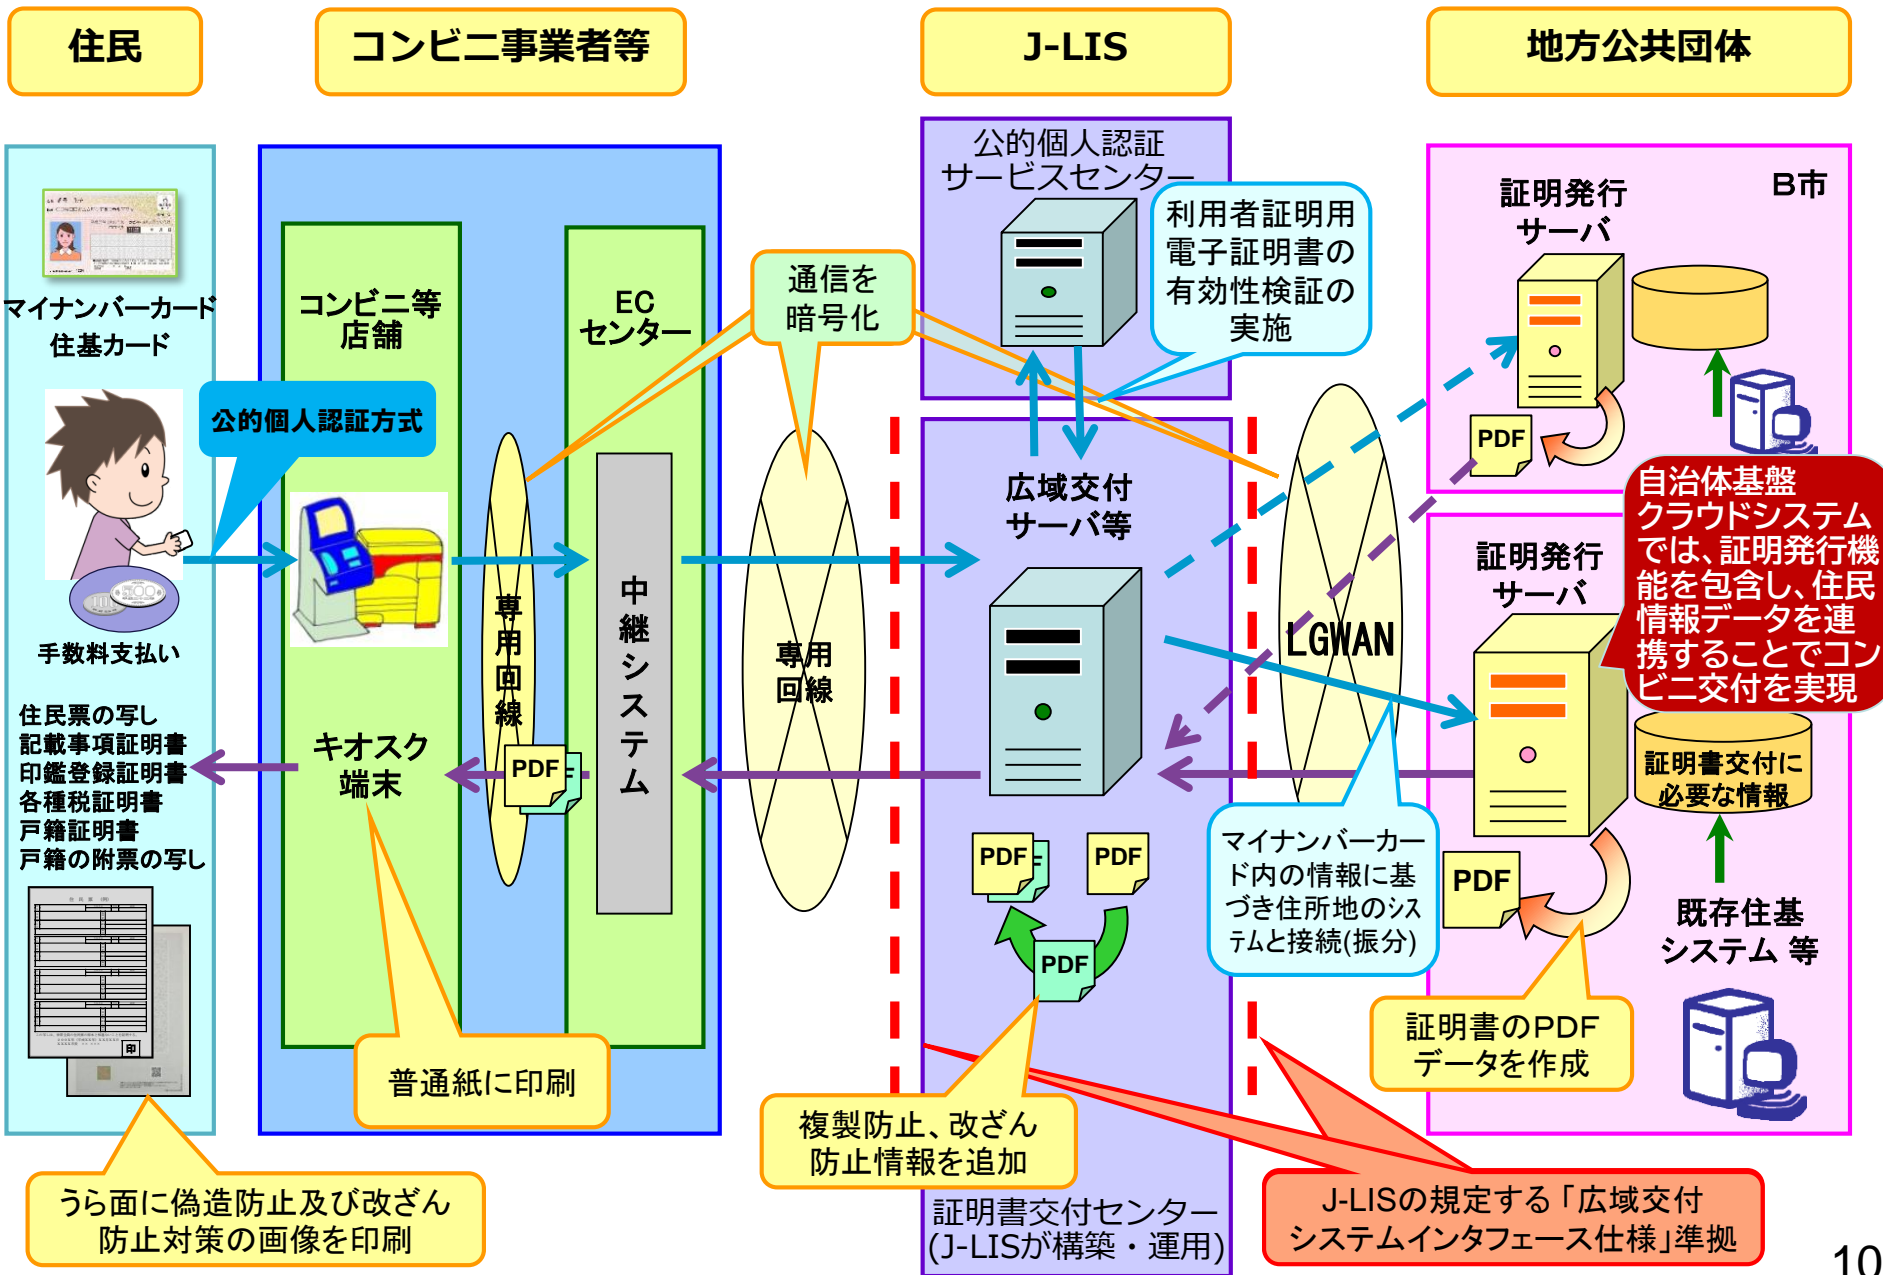 住民
コンビニ事業者等
J-LIS
地方公共団体
マイナンバーカード
住基カード
公的個人認証方式
手数料支払い
住民票の写し
記載事項証明書
印鑑登録証明書
各種税証明書
戸籍証明書
戸籍の附票の写し
印
うら面に偽造防止及び改ざん
防止対策の画像を印刷
コンビニ等
店舗
キオスク
端末
普通紙に印刷
専用回線
PDF
EC
センター
中継システム
通信を
暗号化
専用
回線
公的個人認証
サービスセンター
利用者証明用
電子証明書の
有効性検証の
実施
広域交付
サーバ等
PDF
PDF
PDF
複製防止、改ざん
防止情報を追加
証明書交付センター
(J-LISが構築・運用)
LGWAN
マイナンバーカー
ド内の情報に基
づき住所地のシス
テムと接続(振分)
J-LISの規定する「広域交付
システムインタフェース仕様」準拠
証明発行
サーバ
B市
PDF
自治体基盤
クラウドシステム
では、証明発行機
能を包含し、住民
情報データを連
携することでコン
ビニ交付を実現
証明発行
サーバ
証明書交付に
必要な情報
PDF
既存住基
システム 等
証明書のPDF
データを作成
10